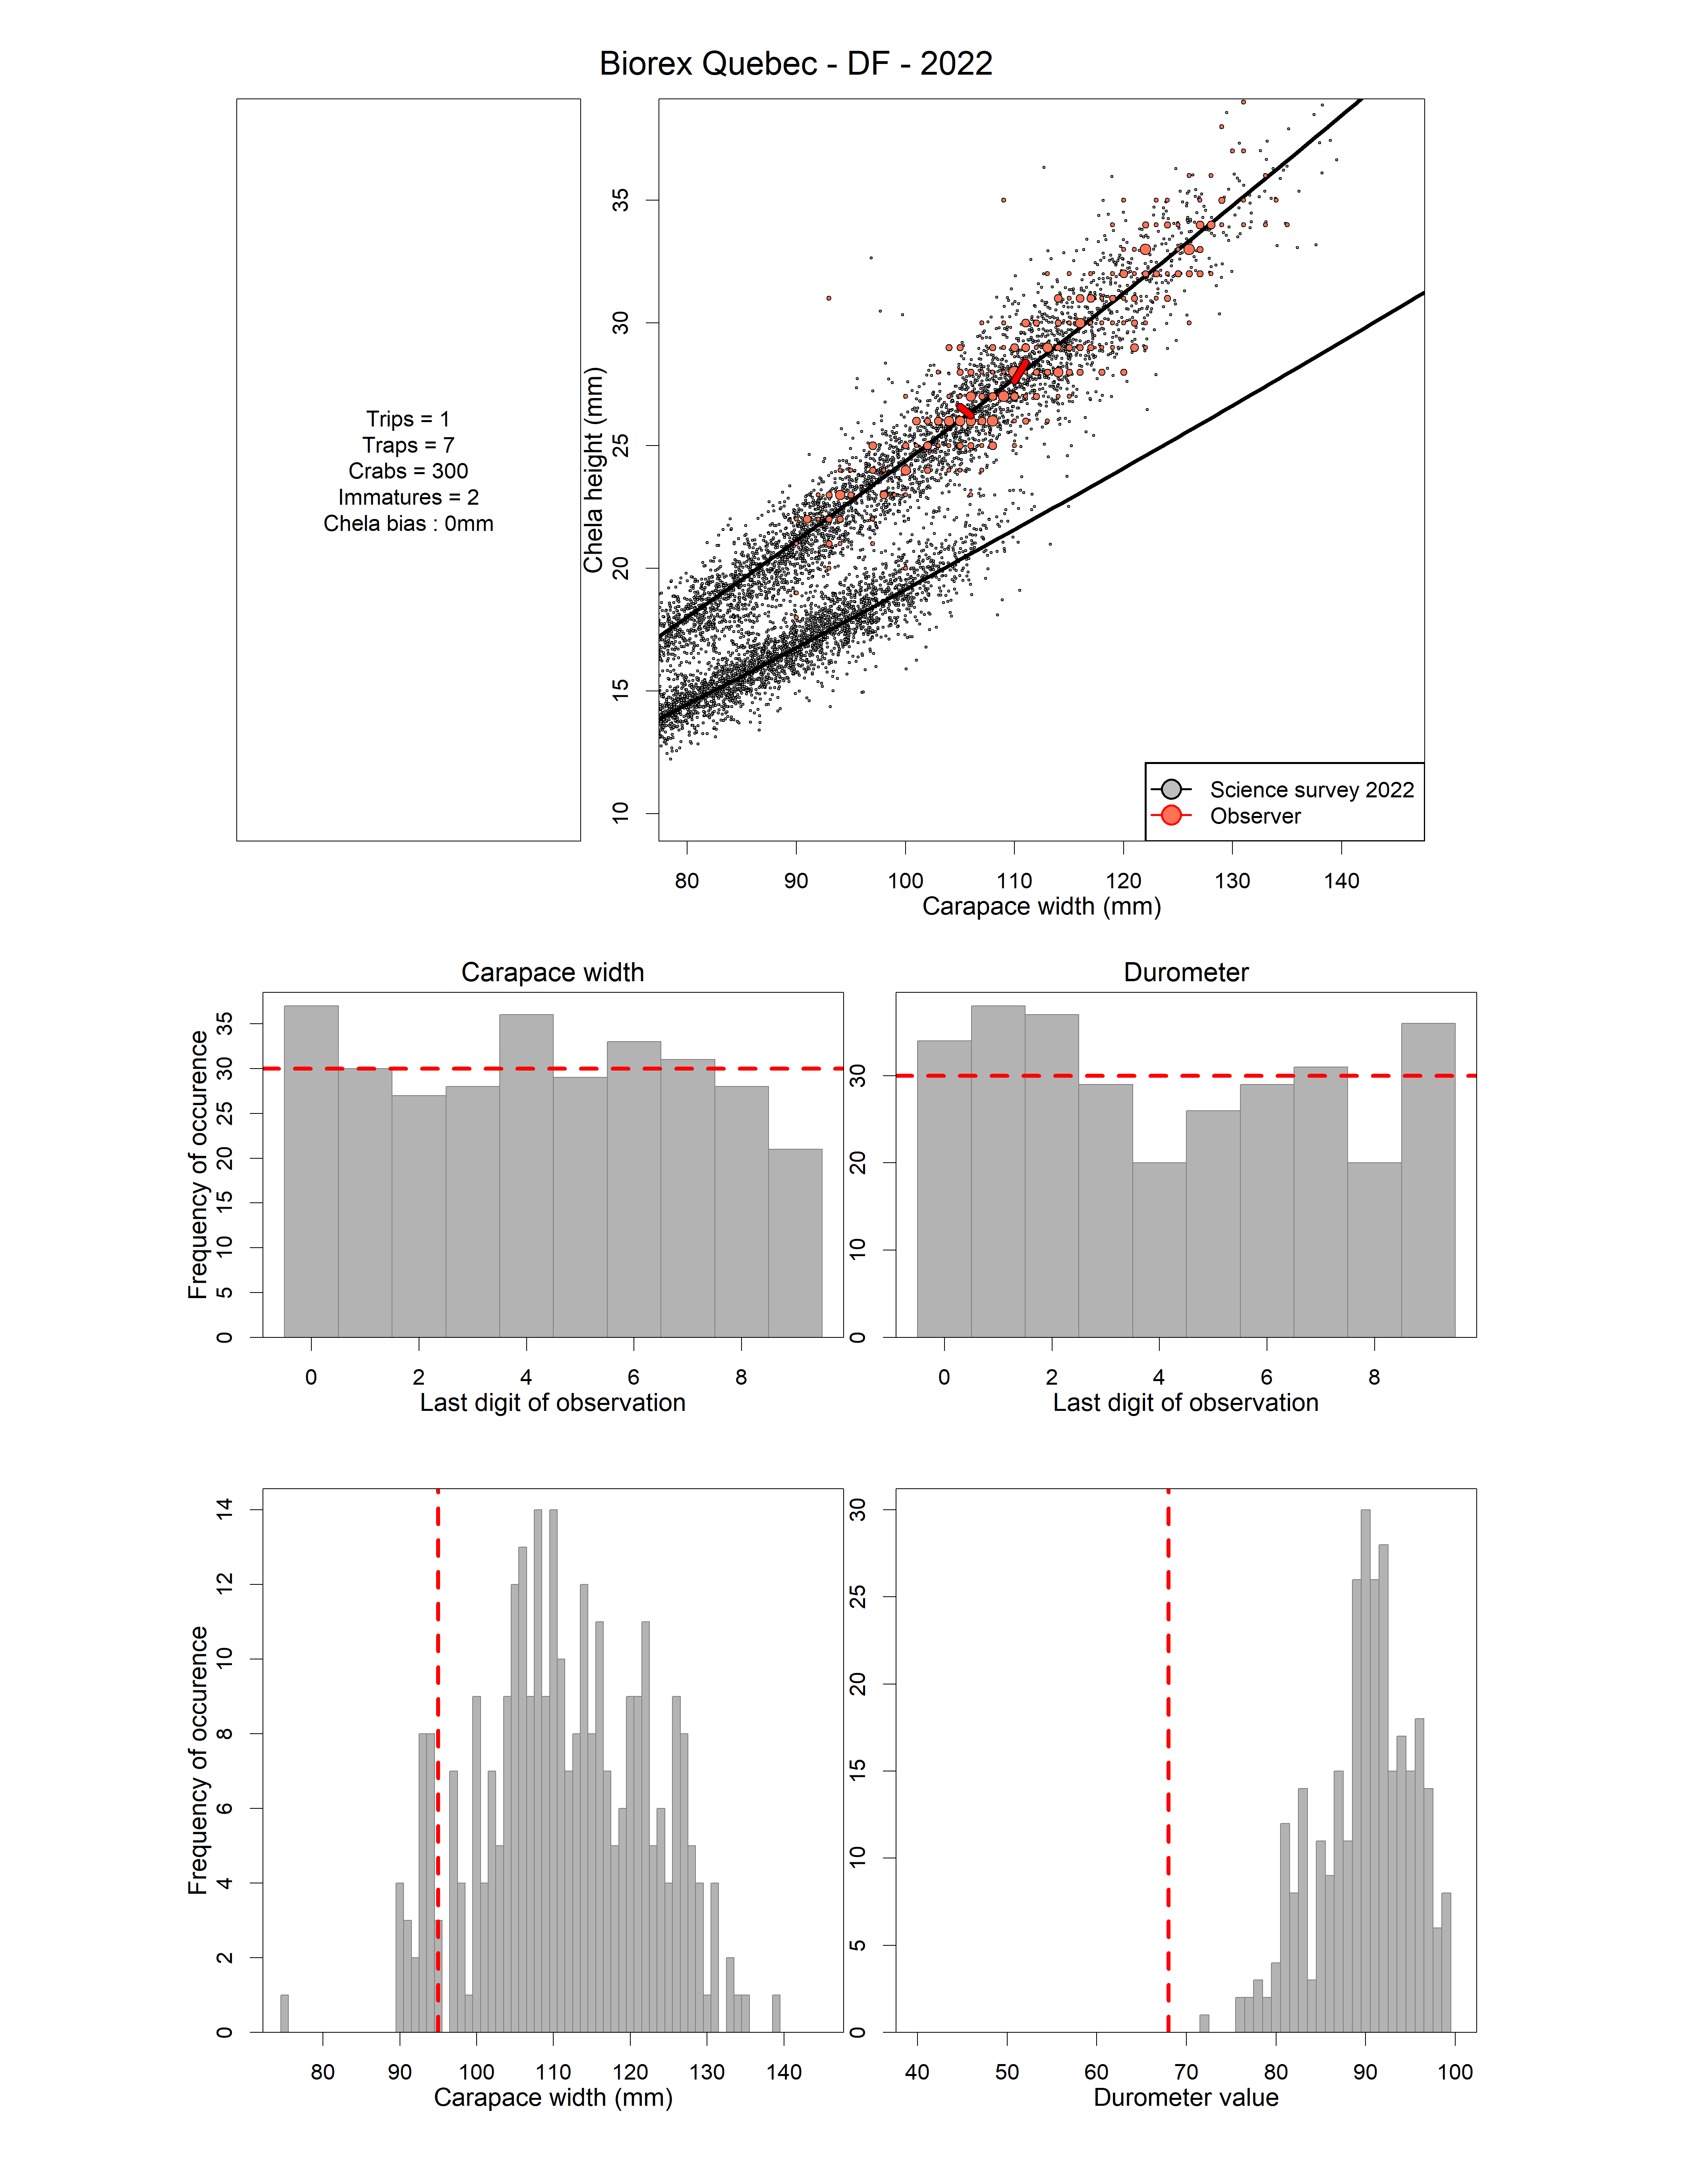 Biorex Quebec - DF - 2022
Trips = 1
Traps = 7
Crabs = 300
Immatures = 2
Chela bias : 0mm
Chela height (mm)
35
30
25
20
15
10
Science survey 2022
Observer
80 90 100 110 120 130 140
Carapace width (mm)
Carapace width
Frequency of occurence
35
30
25
20
15
10
5
0
0 2 4 6 8
Last digit of observation
Durometer
30
20
10
0
0 2 4 6 8
Last digit of observation
Frequency of occurence
14
12
10
8
6
4
2
0
80 90 100 110 120 130 140
Carapace width (mm)
30
25
20
15
10
5
0
40 50 60 70 80 90 100
Durometer value